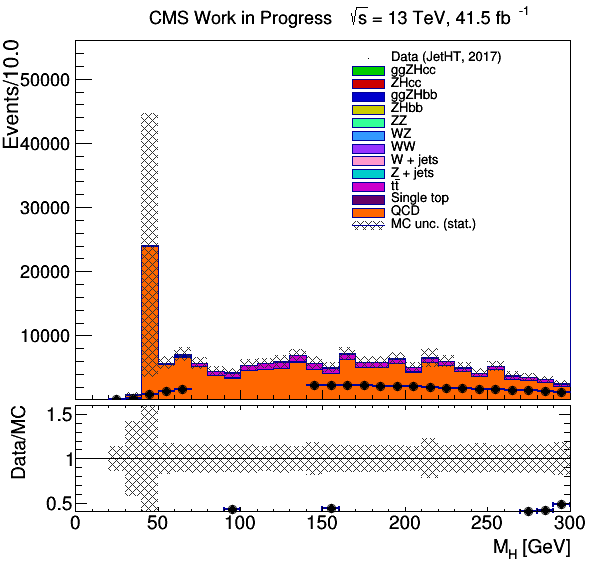 CMS Work in Progress √s = 13 TeV, 41.5 fb⁻¹
Events/10.0
50000
40000
30000
20000
10000
Data (JetHT, 2017)
ggZHcc
ZHcc
ggZHbb
ZHbb
ZZ
WZ
WW
W + jets
Z + jets
tt̄
Single top
QCD
MC unc. (stat.)
Data/MC
1.5
1
0.5
0 50 100 150 200 250 300
M_H [GeV]